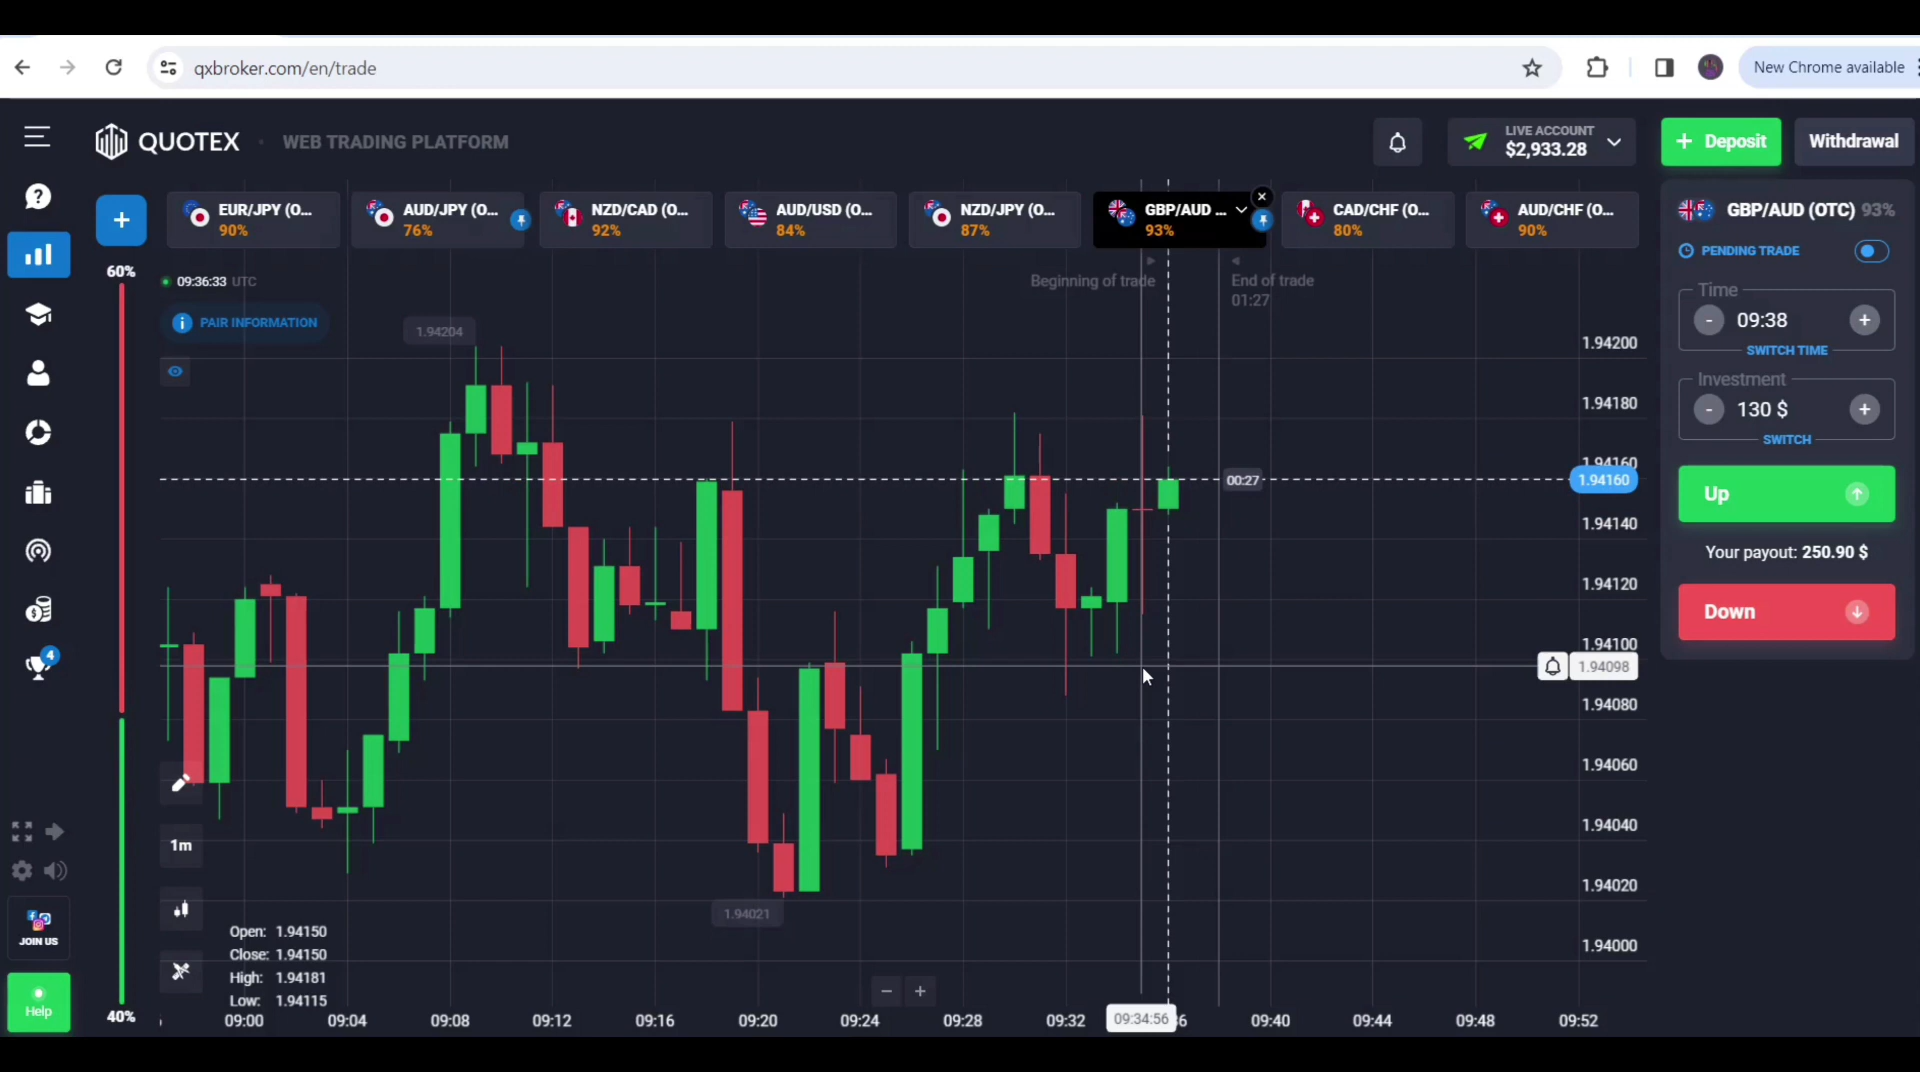 qxbroker.com/en/trade
New Chrome available
QUOTEX
WEB TRADING PLATFORM
LIVE ACCOUNT
$2,933.28
+ Deposit
Withdrawal
EUR/JPY (O...
90%
AUD/JPY (O...
76%
NZD/CAD (O...
92%
AUD/USD (O...
84%
NZD/JPY (O...
87%
GBP/AUD ...
93%
CAD/CHF (O...
80%
AUD/CHF (O...
90%
GBP/AUD (OTC) 93%
PENDING TRADE
Time
- 09:38 +
SWITCH TIME
Investment
- 130 $ +
SWITCH
Up
Your payout: 250.90 $
Down
60%
40%
09:36:33 UTC
PAIR INFORMATION
Beginning of trade
End of trade
01:27
1.94204
1.94021
00:27
1.94200
1.94180
1.94160
1.94160
1.94140
1.94120
1.94100
1.94098
1.94080
1.94060
1.94040
1.94020
1.94000
4
1m
JOIN US
Help
Open: 1.94150
Close: 1.94150
High: 1.94181
Low: 1.94115
09:00 09:04 09:08 09:12 09:16 09:20 09:24 09:28 09:32 09:34:56 09:40 09:44 09:48 09:52